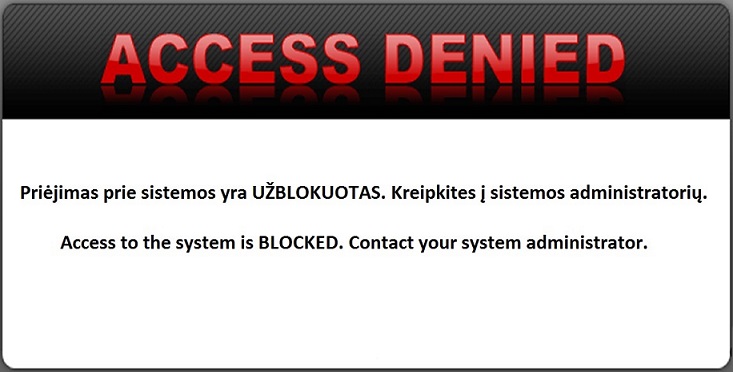 ACCESS DENIED
Priėjimas prie sistemos yra UŽBLOKUOTAS. Kreipkites į sistemos administratorių.
Access to the system is BLOCKED. Contact your system administrator.